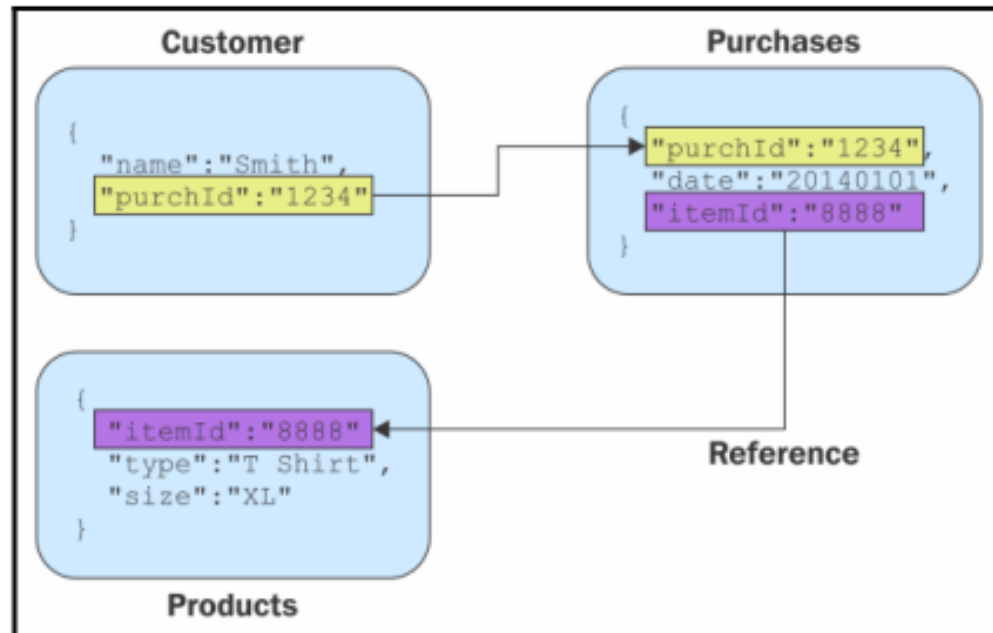 Customer
{
"name":"Smith",
"purchId":"1234"
}
Purchases
{
"purchId":"1234",
"date":"20140101",
"itemId":"8888"
}
{
"itemId":"8888"
"type":"T Shirt",
"size":"XL"
}
Products
Reference